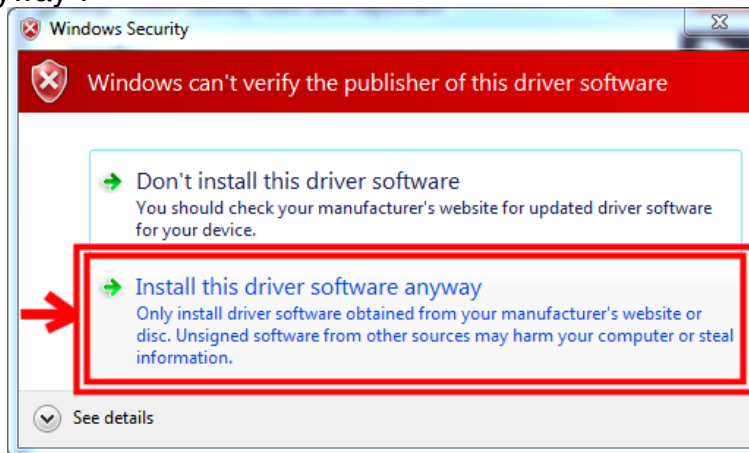 Windows Security
Windows can't verify the publisher of this driver software
Don't install this driver software
You should check your manufacturer's website for updated driver software
for your device.
Install this driver software anyway
Only install driver software obtained from your manufacturer's website or
disc. Unsigned software from other sources may harm your computer or steal
information.
See details